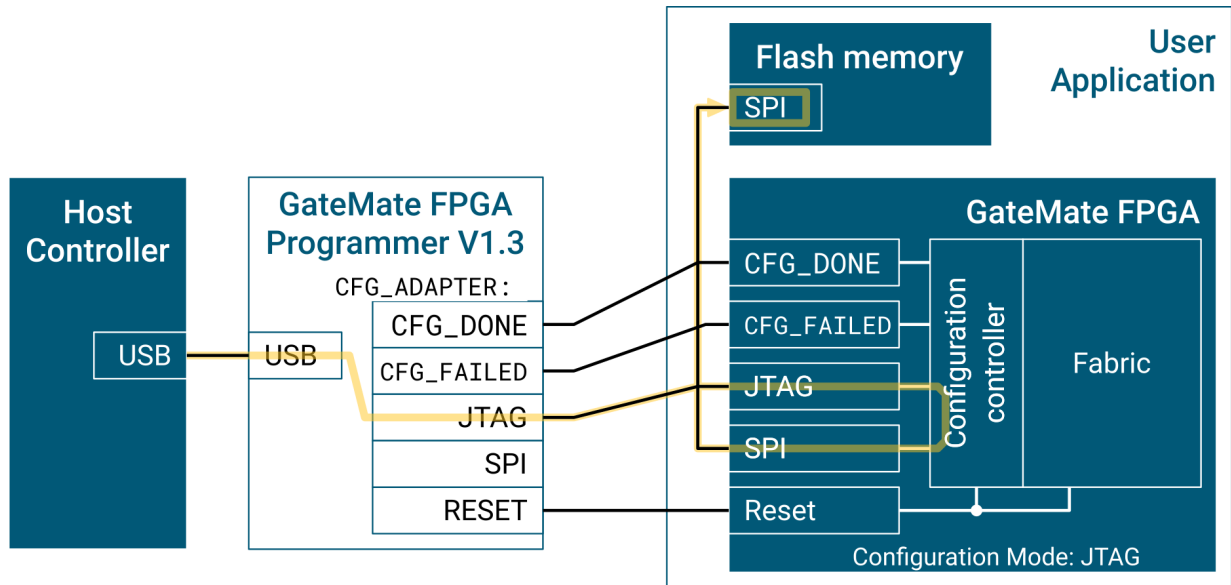 User
Application
Flash memory
SPI
Host
Controller
USB
GateMate FPGA
Programmer V1.3
CFG_ADAPTER:
CFG_DONE
CFG_FAILED
USB
JTAG
SPI
RESET
GateMate FPGA
CFG_DONE
CFG_FAILED
JTAG
SPI
Reset
Configuration
controller
Fabric
Configuration Mode: JTAG